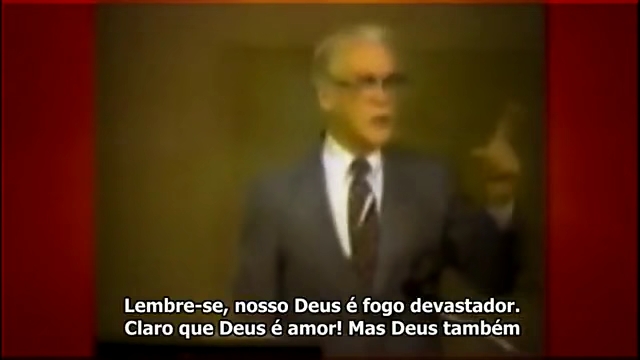 Lembre-se, nosso Deus é fogo devastador.
Claro que Deus é amor! Mas Deus também